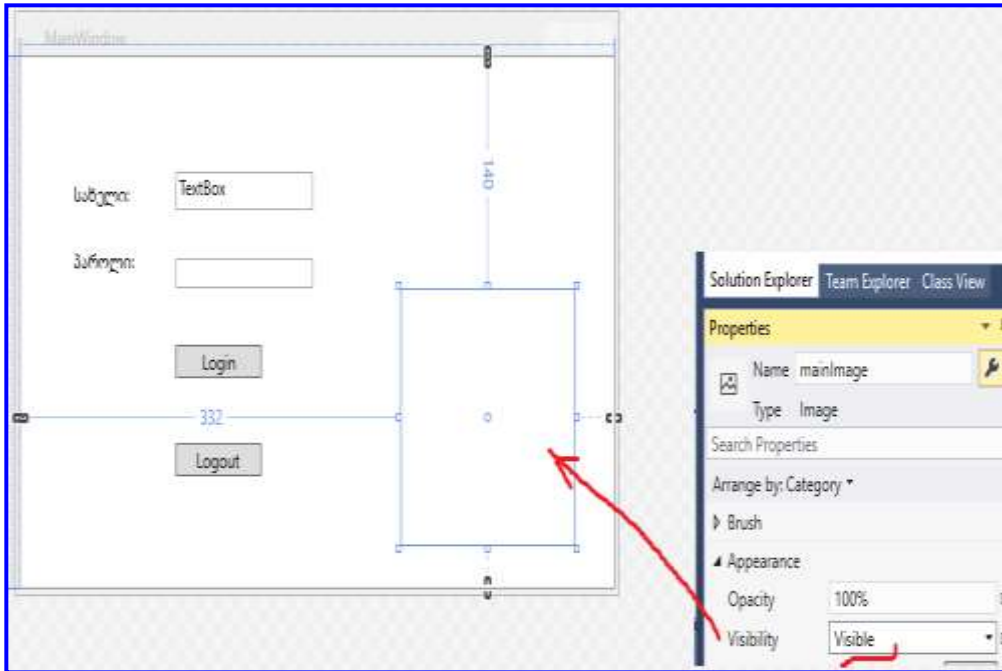 MainWindow
140
სახელი:
TextBox
პაროლი:
Login
332
Logout
Solution Explorer Team Explorer Class View
Properties
Name mainImage
Type Image
Search Properties
Arrange by: Category
Brush
Appearance
Opacity 100%
Visibility Visible